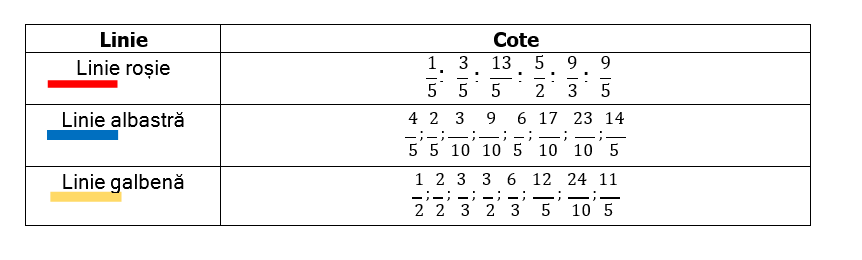 Linie Cote
Linie roșie 1/5; 3/5; 13/5; 5/2; 9/3; 9/5
Linie albastră 4/5; 2/5; 3/10; 9/10; 6/5; 17/10; 23/10; 14/5
Linie galbenă 1/2; 2/2; 3/3; 3/2; 6/3; 12/5; 24/10; 11/5